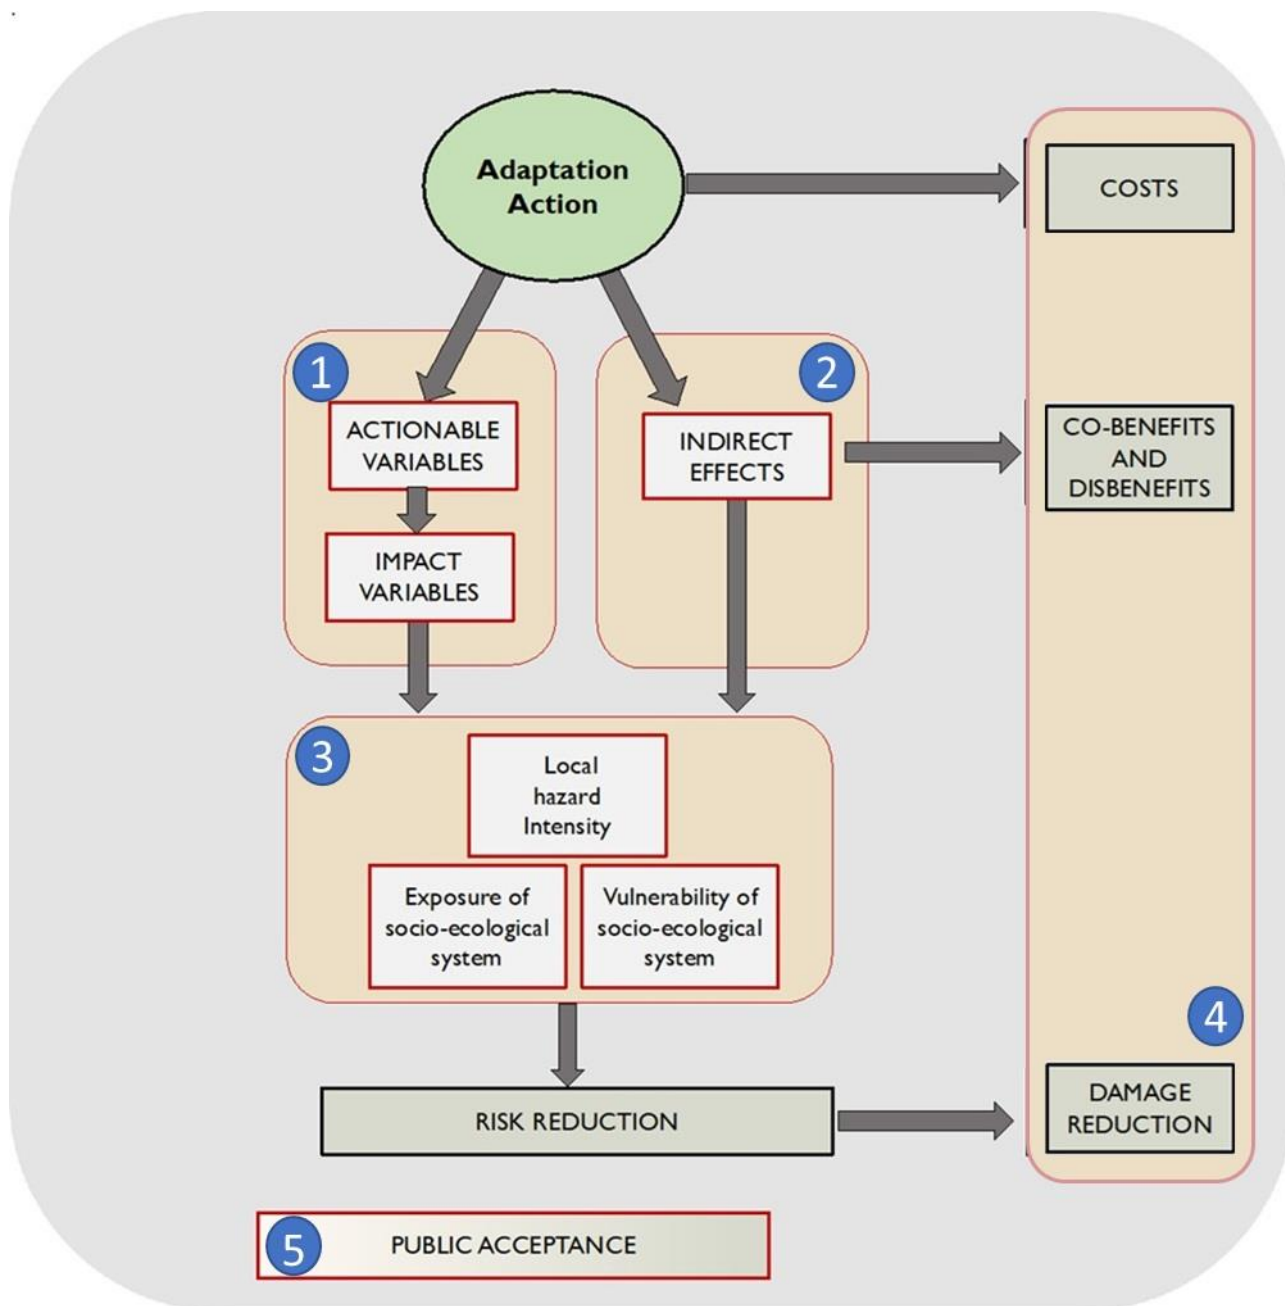 Adaptation
Action
COSTS
1
2
ACTIONABLE
VARIABLES
INDIRECT
EFFECTS
CO-BENEFITS
AND
DISBENEFITS
IMPACT
VARIABLES
3
Local
hazard
Intensity
Exposure of
socio-ecological
system
Vulnerability of
socio-ecological
system
4
RISK REDUCTION
DAMAGE
REDUCTION
5
PUBLIC ACCEPTANCE